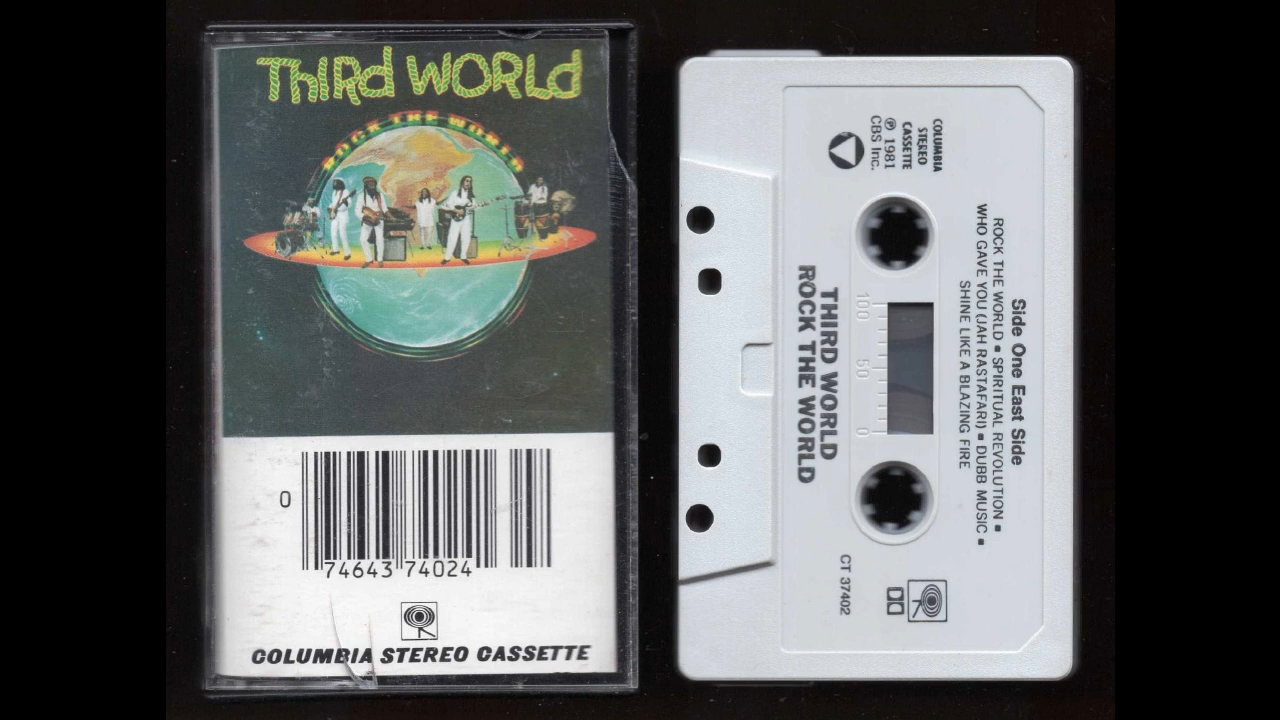 THIRD WORLD
ROCK THE WORLD
0
74643 74024
COLUMBIA STEREO CASSETTE
COLUMBIA
STEREO
CASSETTE
℗ 1981
CBS Inc.
Side One East Side
ROCK THE WORLD ▪ SPIRITUAL REVOLUTION ▪
WHO GAVE YOU (JAH RASTAFARI) ▪ DUBB MUSIC ▪
SHINE LIKE A BLAZING FIRE
100 50 0
THIRD WORLD
ROCK THE WORLD
CT 37402